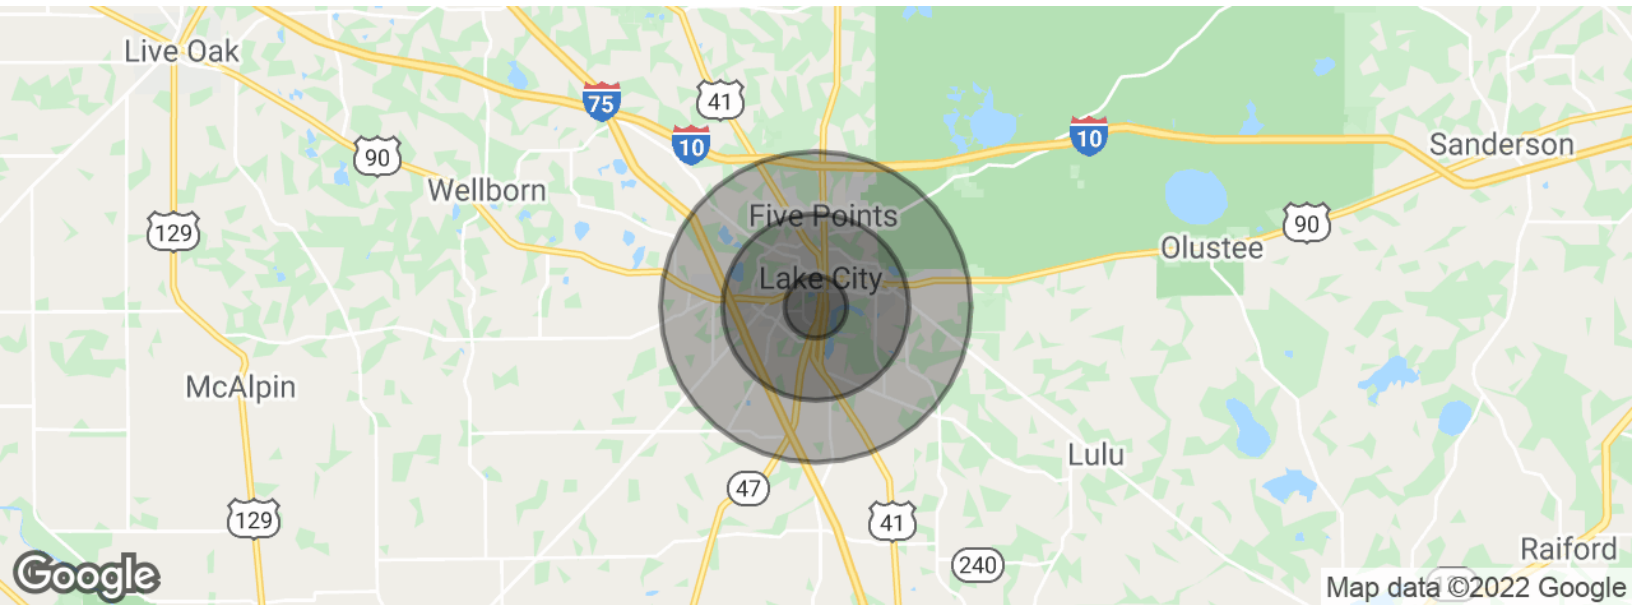 Live Oak
75
41
10
10
90
Sanderson
Wellborn
Five Points
129
90
Olustee
Lake City
McAlpin
Lulu
47
129
41
240
Raiford
Google
Map data ©2022 Google